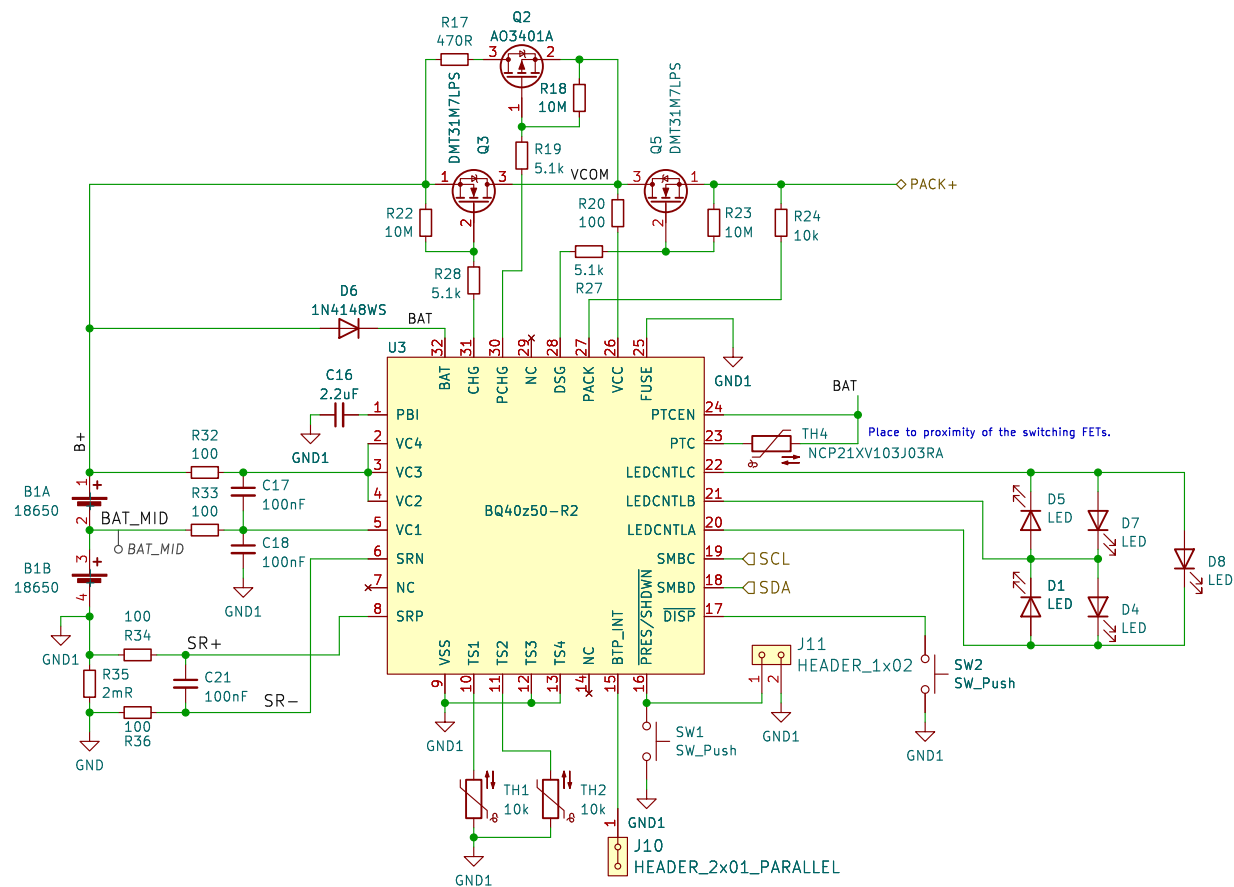 R17
470R
Q2
AO3401A
3
2
1
R18
10M
DMT31M7LPS
Q3
R19
5.1k
VCOM
Q5
DMT31M7LPS
1
3
2
3
1
2
PACK+
R22
10M
R20
100
R23
10M
R24
10k
R28
5.1k
5.1k
R27
D6
1N4148WS
BAT
U3
32
31
30
29
28
27
26
25
BAT
CHG
PCHG
NC
DSG
PACK
VCC
FUSE
GND1
C16
2.2uF
GND1
1
PBI
2
VC4
3
VC3
4
VC2
5
VC1
6
SRN
7
NC
8
SRP
BQ40z50-R2
BAT
PTCEN
24
PTC
23
LEDCNTLC
22
LEDCNTLB
21
LEDCNTLA
20
SMBC
19
SMBD
18
DISP
17
TH4
NCP21XV103J03RA
Place to proximity of the switching FETs.
SCL
SDA
B+
R32
100
R33
100
C17
100nF
C18
100nF
GND1
B1A
18650
1
+
2
BAT_MID
BAT_MID
B1B
18650
3
+
4
GND1
100
R34
SR+
R35
2mR
C21
100nF
SR-
100
R36
GND
D5
LED
D7
LED
D8
LED
D1
LED
D4
LED
VSS
TS1
TS2
TS3
TS4
NC
BTP_INT
PRES/SHDWN
9
10
11
12
13
14
15
16
GND1
J11
HEADER_1x02
1
2
GND1
SW2
SW_Push
GND1
SW1
SW_Push
GND1
TH1
10k
TH2
10k
GND1
1
J10
HEADER_2x01_PARALLEL